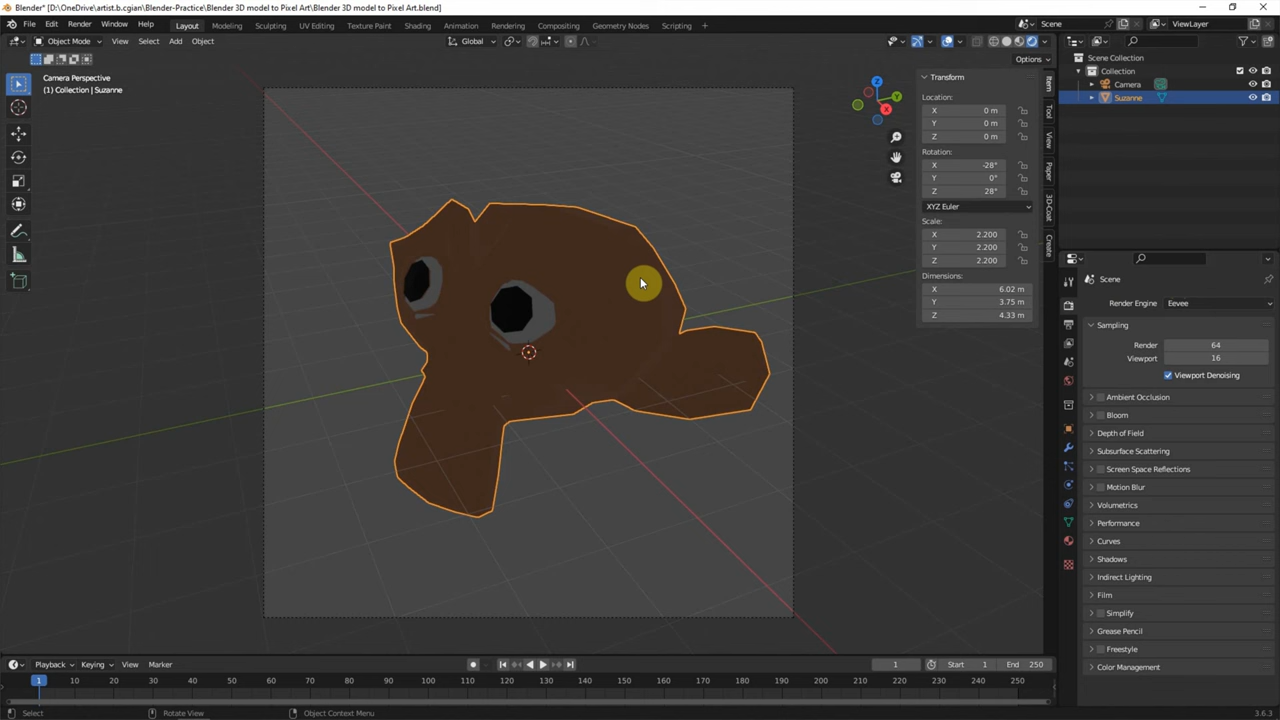 Blender* [D:\OneDrive\artist.b.cgian\Blender-Practice\Blender 3D model to Pixel Art\Blender 3D model to Pixel Art.blend]
File Edit Render Window Help Layout Modeling Sculpting UV Editing Texture Paint Shading Animation Rendering Compositing Geometry Nodes Scripting + Scene ViewLayer
Object Mode View Select Add Object Global
Options
Camera Perspective
(1) Collection | Suzanne
Z
Y
X
Transform
Location:
X 0 m
Y 0 m
Z 0 m
Rotation:
X -28°
Y 0°
Z 28°
XYZ Euler
Scale:
X 2.200
Y 2.200
Z 2.200
Dimensions:
X 6.02 m
Y 3.75 m
Z 4.33 m
Item
Tool
View
Paper
3D-Coat
Create
Scene Collection
Collection
Camera
Suzanne
Scene
Render Engine Eevee
Sampling
Render 64
Viewport 16
Viewport Denoising
Ambient Occlusion
Bloom
Depth of Field
Subsurface Scattering
Screen Space Reflections
Motion Blur
Volumetrics
Performance
Curves
Shadows
Indirect Lighting
Film
Simplify
Grease Pencil
Freestyle
Color Management
Playback Keying View Marker 1 Start 1 End 250
1 10 20 30 40 50 60 70 80 90 100 110 120 130 140 150 160 170 180 190 200 210 220 230 240 250
Select Rotate View Object Context Menu 3.6.3